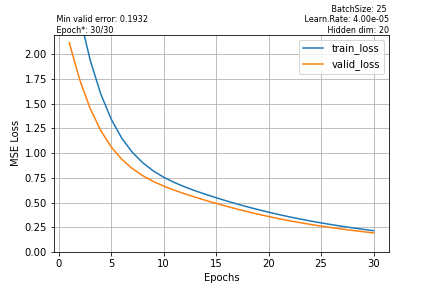 BatchSize: 25
Min valid error: 0.1932
Learn.Rate: 4.00e-05
Epoch*: 30/30
Hidden dim: 20
train_loss
valid_loss
2.00
1.75
1.50
1.25
1.00
0.75
0.50
0.25
0.00
MSE Loss
0 5 10 15 20 25 30
Epochs